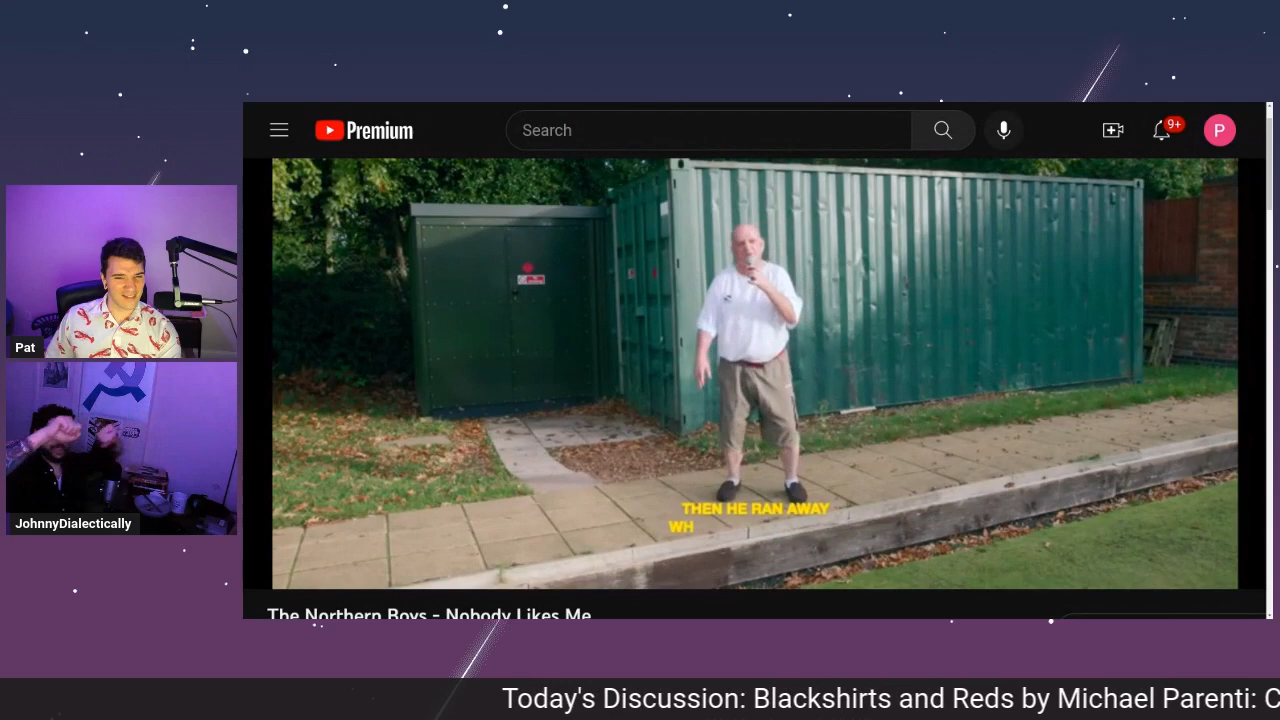 Premium
Search
9+
P
Pat
JohnnyDialectically
THEN HE RAN AWAY
WH
The Northern Boys - Nobody Likes Me
Today's Discussion: Blackshirts and Reds by Michael Parenti: C